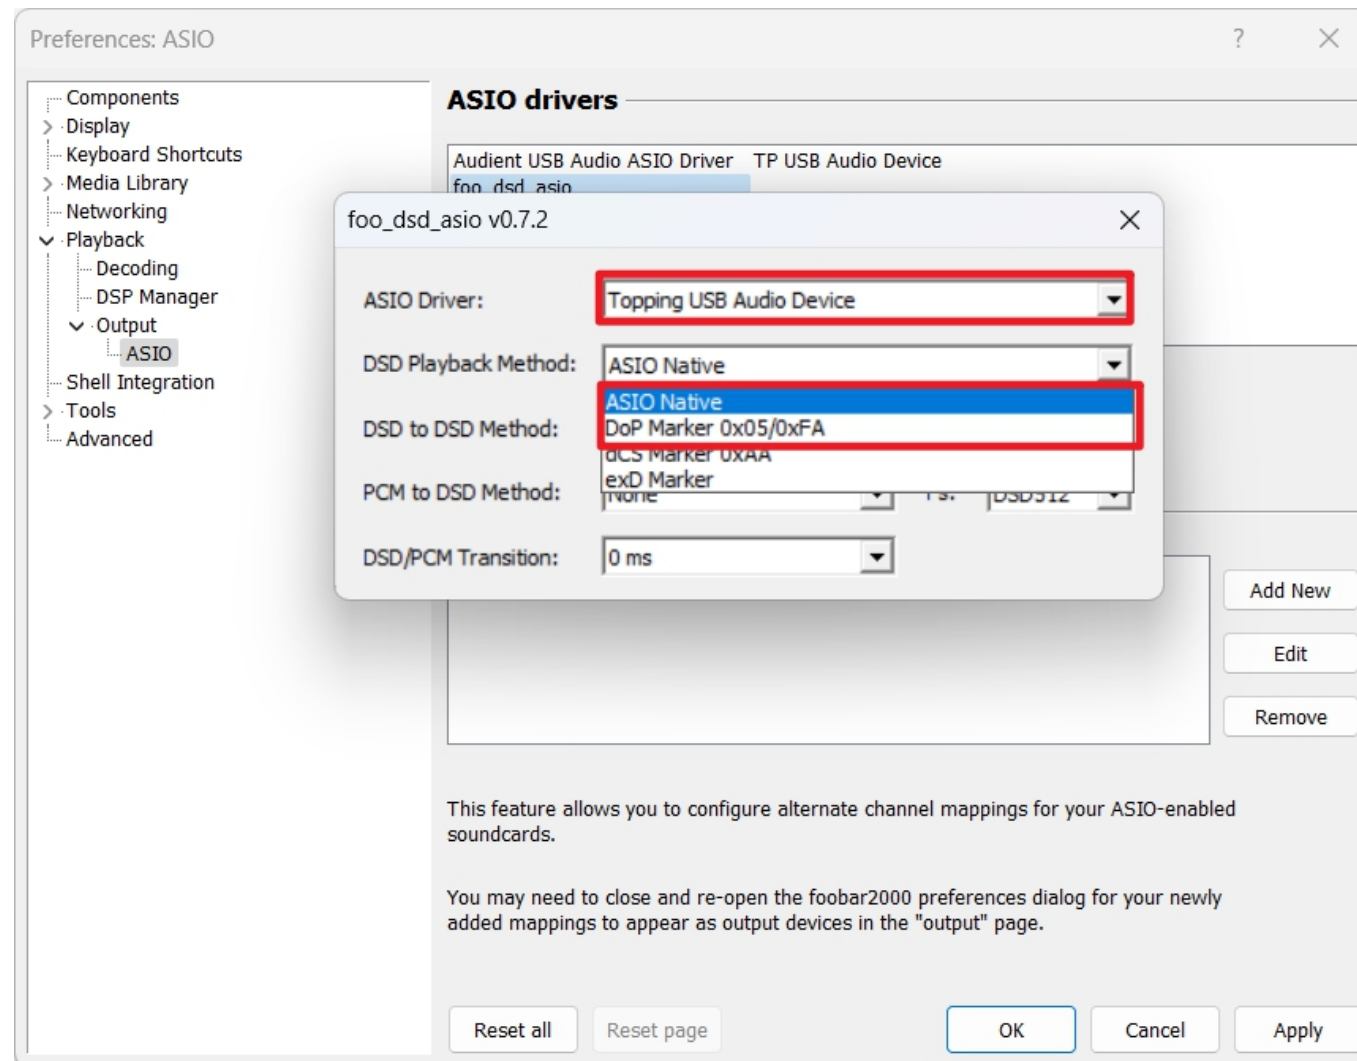 Preferences: ASIO
?
Components
Display
Keyboard Shortcuts
Media Library
Networking
Playback
Decoding
DSP Manager
Output
ASIO
Shell Integration
Tools
Advanced
ASIO drivers
Audient USB Audio ASIO Driver TP USB Audio Device
foo_dsd_asio
foo_dsd_asio v0.7.2
ASIO Driver: Topping USB Audio Device
DSD Playback Method: ASIO Native
ASIO Native
DoP Marker 0x05/0xFA
dCS Marker 0xAA
exD Marker
DSD to DSD Method:
PCM to DSD Method: None Fs: DSD512
DSD/PCM Transition: 0 ms
Add New
Edit
Remove
This feature allows you to configure alternate channel mappings for your ASIO-enabled
soundcards.
You may need to close and re-open the foobar2000 preferences dialog for your newly
added mappings to appear as output devices in the "output" page.
Reset all Reset page OK Cancel Apply